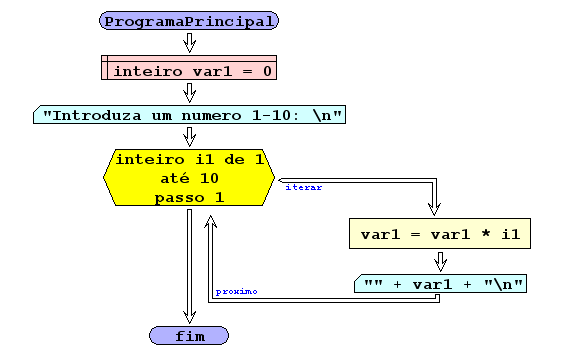 ProgramaPrincipal
inteiro var1 = 0
"Introduza um numero 1-10: \n"
inteiro i1 de 1
até 10
passo 1
iterar
var1 = var1 * i1
"" + var1 + "\n"
proximo
fim